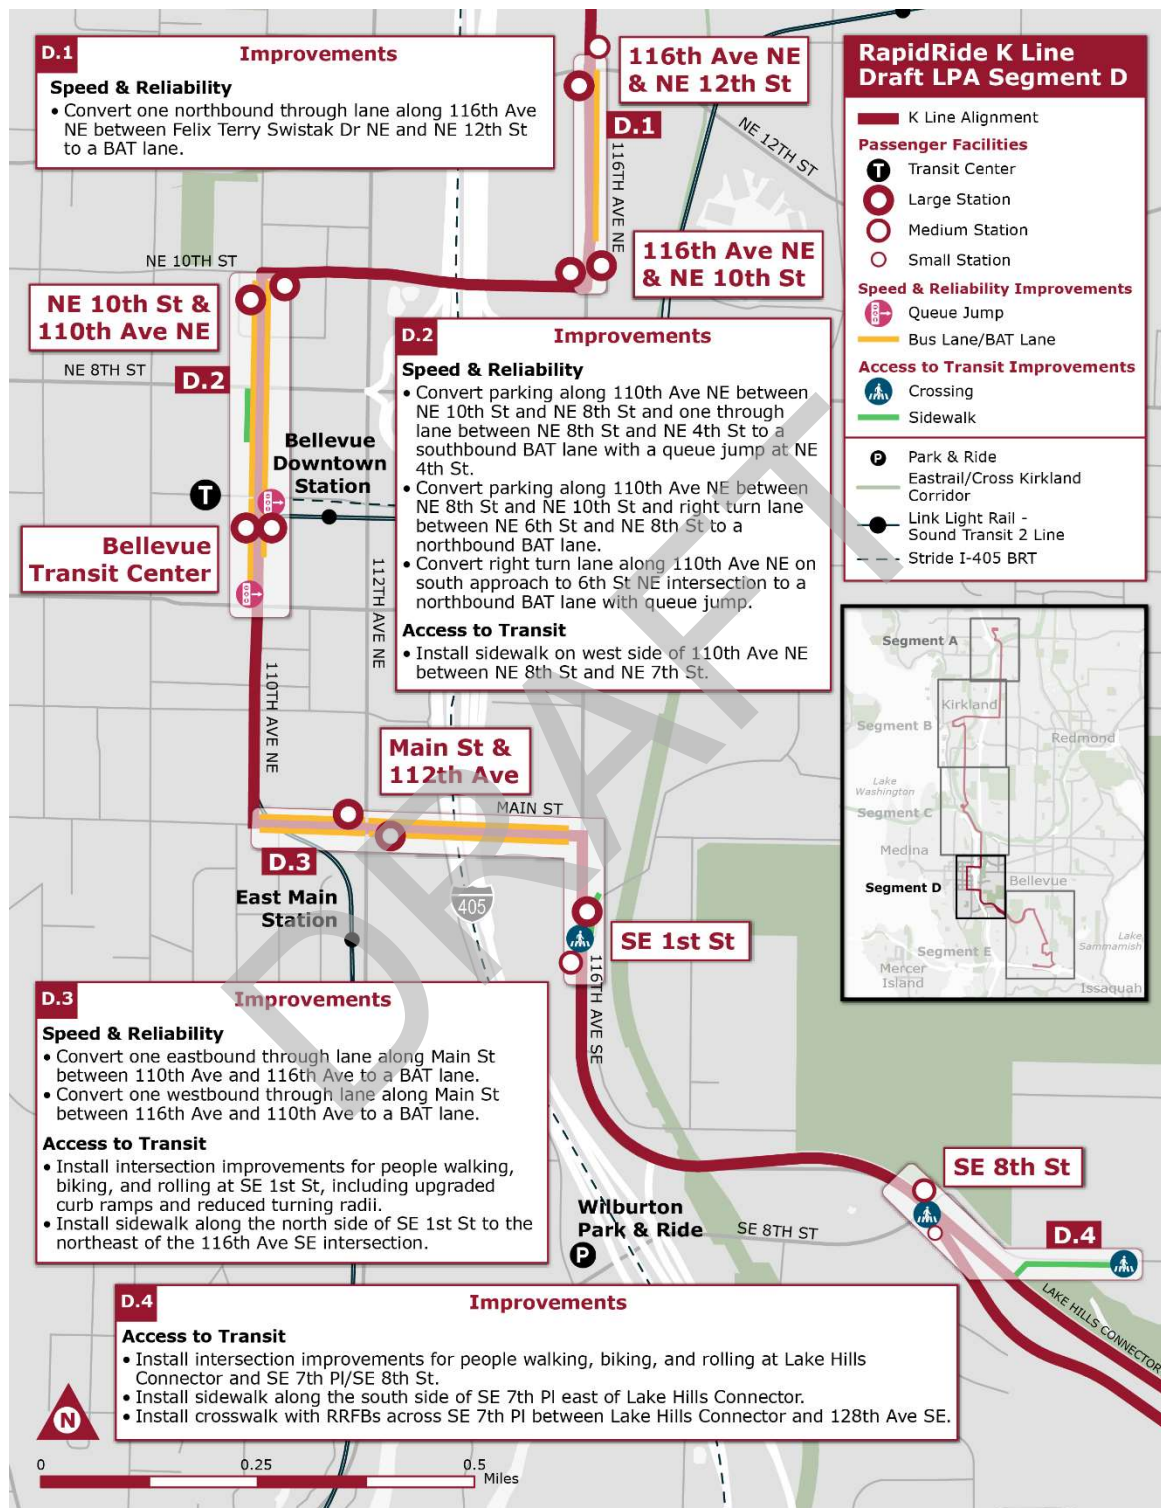 D.1
Improvements
Speed & Reliability
• Convert one northbound through lane along 116th Ave
NE between Felix Terry Swistak Dr NE and NE 12th St
to a BAT lane.
116th Ave NE
& NE 12th St
D.1
116TH AVE NE
NE 12TH ST
RapidRide K Line
Draft LPA Segment D
K Line Alignment
Passenger Facilities
T
Transit Center
Large Station
Medium Station
Small Station
Speed & Reliability Improvements
Queue Jump
Bus Lane/BAT Lane
Access to Transit Improvements
Crossing
Sidewalk
P
Park & Ride
Eastrail/Cross Kirkland
Corridor
Link Light Rail -
Sound Transit 2 Line
Stride I-405 BRT
NE 10TH ST
116th Ave NE
& NE 10th St
NE 10th St &
110th Ave NE
NE 8TH ST
D.2
D.2
Improvements
Speed & Reliability
• Convert parking along 110th Ave NE between
NE 10th St and NE 8th St and one through
lane between NE 8th St and NE 4th St to a
southbound BAT lane with a queue jump at NE
4th St.
• Convert parking along 110th Ave NE between
NE 8th St and NE 10th St and right turn lane
between NE 6th St and NE 8th St to a
northbound BAT lane.
• Convert right turn lane along 110th Ave NE on
south approach to 6th St NE intersection to a
northbound BAT lane with queue jump.
Access to Transit
• Install sidewalk on west side of 110th Ave NE
between NE 8th St and NE 7th St.
Bellevue
Downtown
Station
T
Bellevue
Transit Center
112TH AVE NE
110TH AVE NE
DRAFT
Segment A
Kirkland
Segment B
Redmond
Lake
Washington
Segment C
Medina
Segment D
Bellevue
Segment E
Lake
Sammamish
Mercer
Island
Issaquah
Main St &
112th Ave
MAIN ST
D.3
East Main
Station
405
SE 1st St
116TH AVE SE
D.3
Improvements
Speed & Reliability
• Convert one eastbound through lane along Main St
between 110th Ave and 116th Ave to a BAT lane.
• Convert one westbound through lane along Main St
between 116th Ave and 110th Ave to a BAT lane.
Access to Transit
• Install intersection improvements for people walking,
biking, and rolling at SE 1st St, including upgraded
curb ramps and reduced turning radii.
• Install sidewalk along the north side of SE 1st St to the
northeast of the 116th Ave SE intersection.
SE 8th St
Wilburton
Park & Ride
P
SE 8TH ST
D.4
LAKE HILLS CONNECTOR
D.4
Improvements
Access to Transit
• Install intersection improvements for people walking, biking, and rolling at Lake Hills
Connector and SE 7th Pl/SE 8th St.
• Install sidewalk along the south side of SE 7th Pl east of Lake Hills Connector.
• Install crosswalk with RRFBs across SE 7th Pl between Lake Hills Connector and 128th Ave SE.
N
0 0.25 0.5
Miles